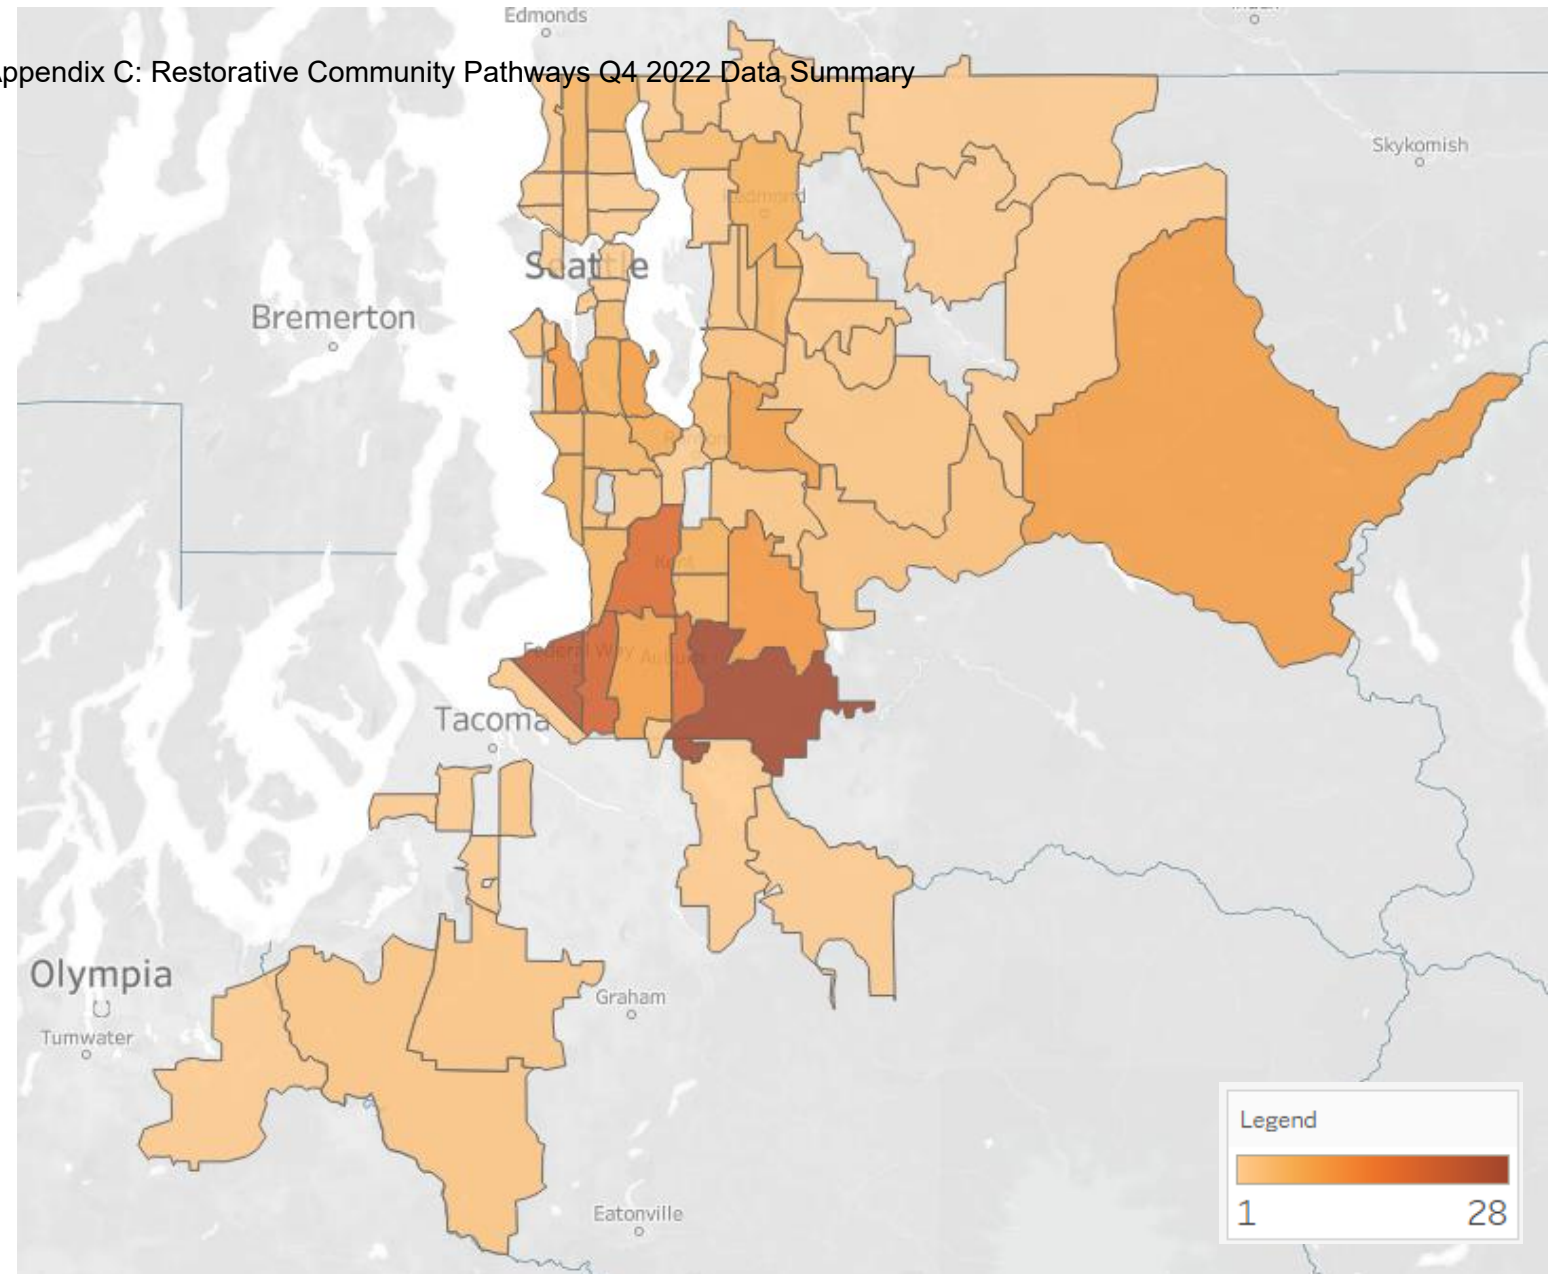 Edmonds
ppendix C: Restorative Community Pathways Q4 2022 Data Summary
Skykomish
Redmond
Seattle
Bremerton
Renton
Kent
Federal Way
Auburn
Tacoma
Olympia
Graham
Tumwater
Legend
1
28
Eatonville